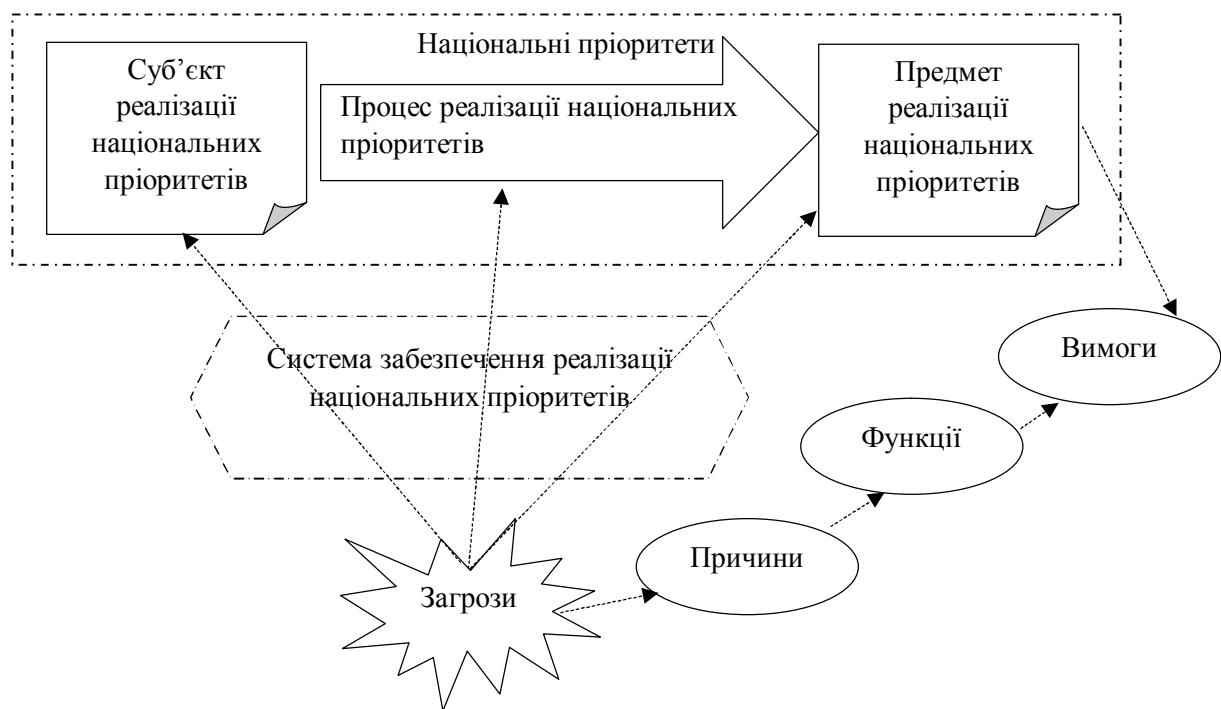 Національні пріоритети
Суб’єкт
реалізації
національних
пріоритетів
Процес реалізації національних
пріоритетів
Предмет
реалізації
національних
пріоритетів
Система забезпечення реалізації
національних пріоритетів
Вимоги
Функції
Причини
Загрози